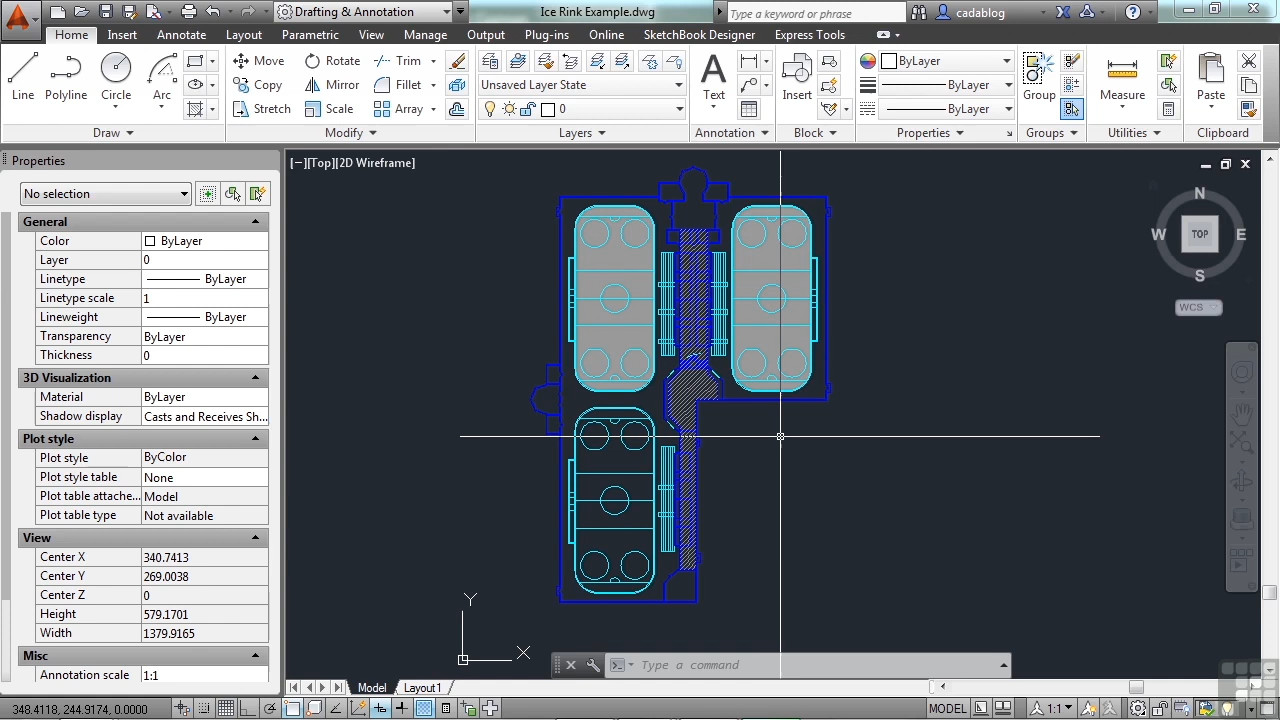 Drafting & Annotation Ice Rink Example.dwg Type a keyword or phrase cadablog
Home Insert Annotate Layout Parametric View Manage Output Plug-ins Online SketchBook Designer Express Tools
Line Polyline Circle Arc Move Rotate Trim Text Insert ByLayer Group Measure Paste
Copy Mirror Fillet Unsaved Layer State ByLayer
Stretch Scale Array 0 ByLayer
Draw Modify Layers Annotation Block Properties Groups Utilities Clipboard
Properties
[−][Top][2D Wireframe]
No selection
General
Color ByLayer
Layer 0
Linetype ByLayer
Linetype scale 1
Lineweight ByLayer
Transparency ByLayer
Thickness 0
3D Visualization
Material ByLayer
Shadow display Casts and Receives Sh...
Plot style
Plot style ByColor
Plot style table None
Plot table attache... Model
Plot table type Not available
View
Center X 340.7413
Center Y 269.0038
Center Z 0
Height 579.1701
Width 1379.9165
Misc
Annotation scale 1:1
N
W TOP E
S
WCS
Y
X
Type a command
Model Layout1
348.4118, 244.9174, 0.0000 MODEL 1:1